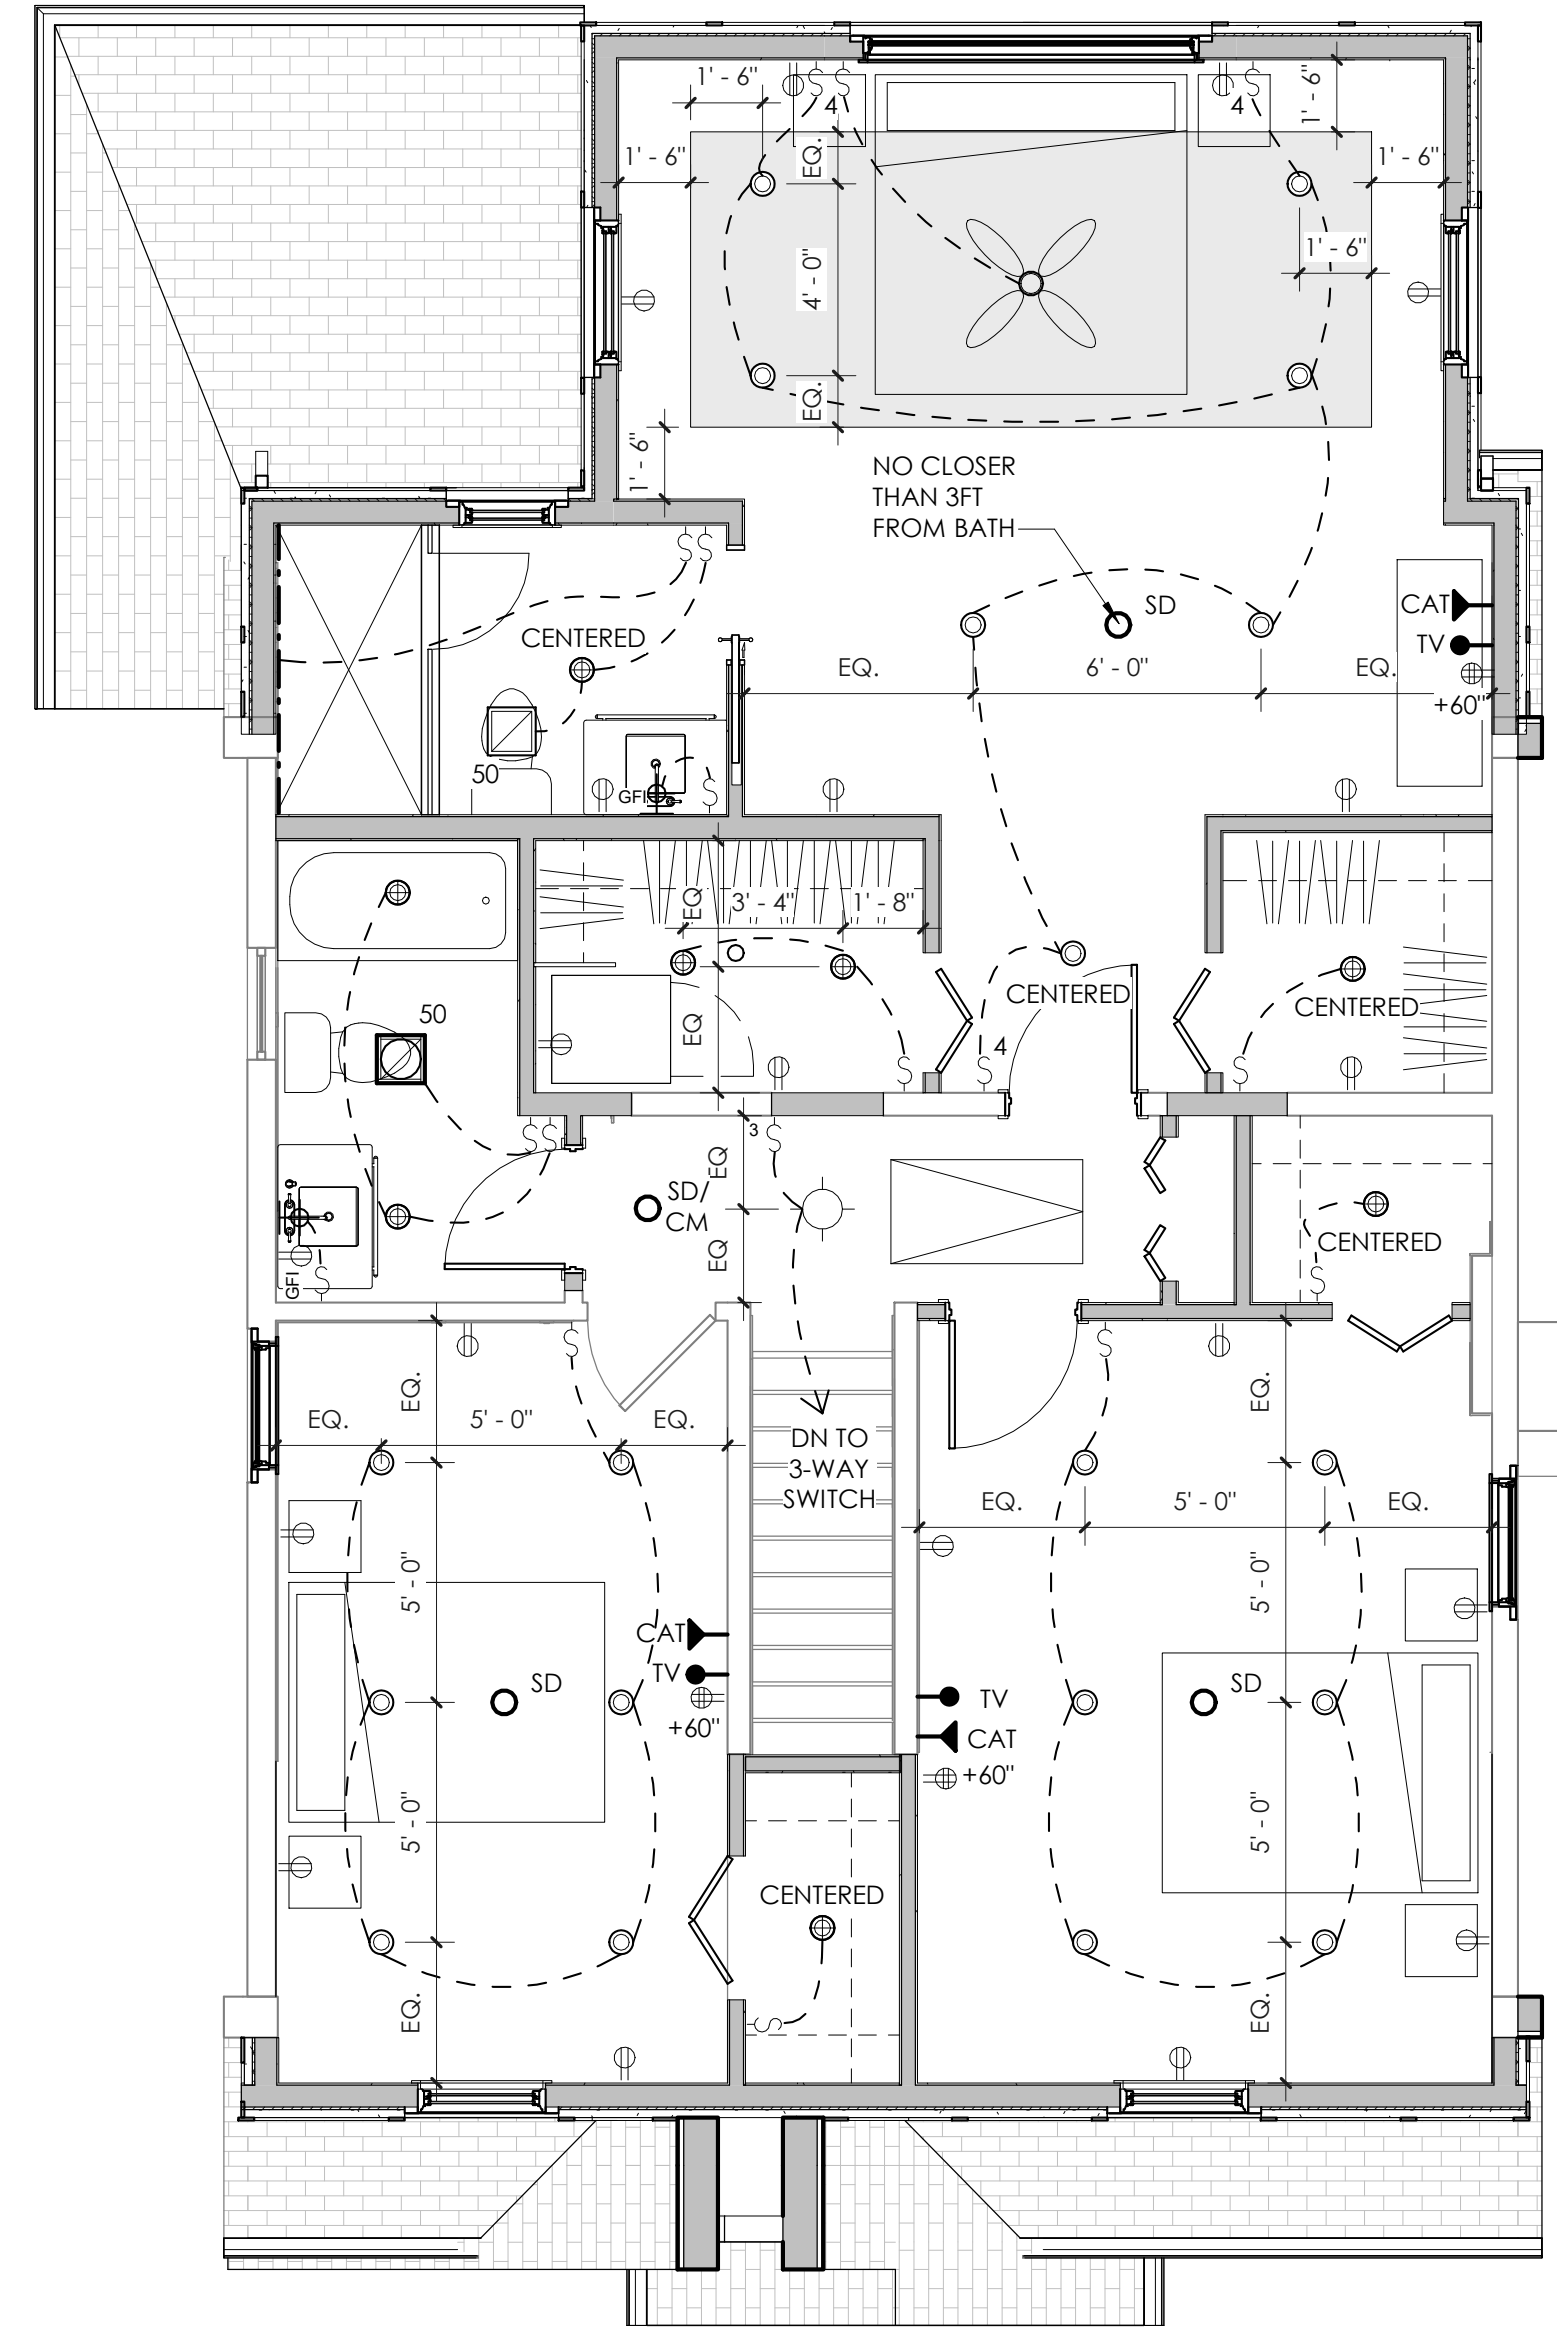 1' - 6"
S
S
4
S
4
1' - 6"
1' - 6"
EQ.
1' - 6"
1' - 6"
4' - 0"
EQ.
1' - 6"
NO CLOSER
THAN 3FT
FROM BATH
S
S
CENTERED
SD
CAT
TV
EQ.
6' - 0"
EQ.
+60"
50
GFI
S
EQ
3' - 4"
1' - 8"
CENTERED
CENTERED
50
EQ
4
S
S
S
S
S
3
S
EQ
SD/
CM
EQ
CENTERED
GFI
S
S
S
S
EQ.
EQ.
EQ.
5' - 0"
EQ.
DN TO
3-WAY
SWITCH
EQ.
5' - 0"
EQ.
5' - 0"
5' - 0"
CAT
TV
SD
+60"
SD
TV
CAT
+60"
5' - 0"
5' - 0"
CENTERED
S
EQ.
EQ.